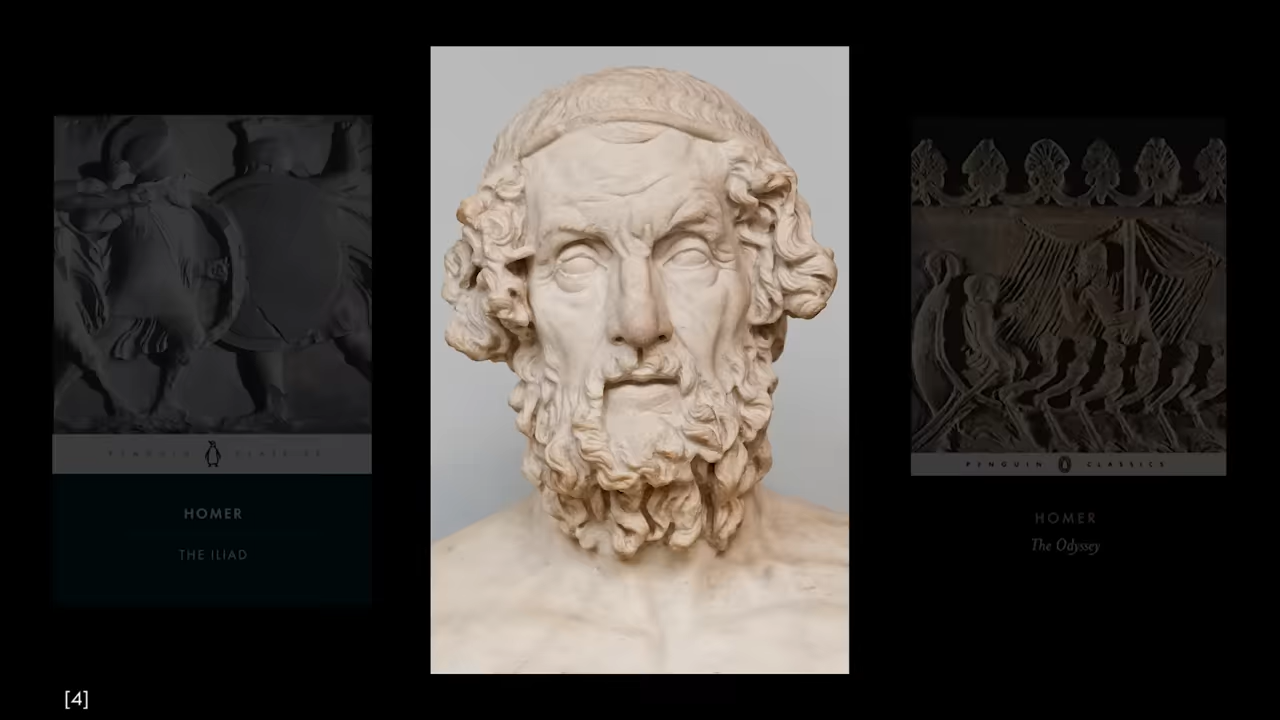 PENGUIN CLASSICS
HOMER
THE ILIAD
PENGUIN CLASSICS
HOMER
The Odyssey
[4]